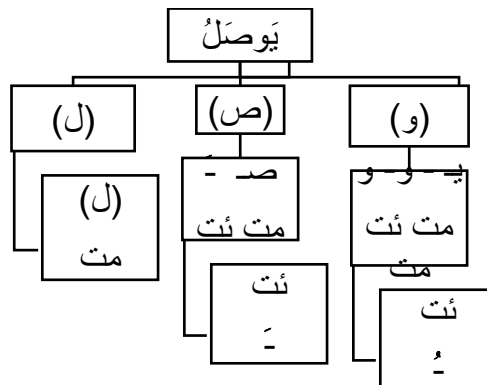 يَوصَلُ
(و)
(ص)
(ل)
يـ - و - و
مت ئت
مت
ئت
ـُ
صـ ـَ
مت ئت
ئت
ـَ
(ل)
مت